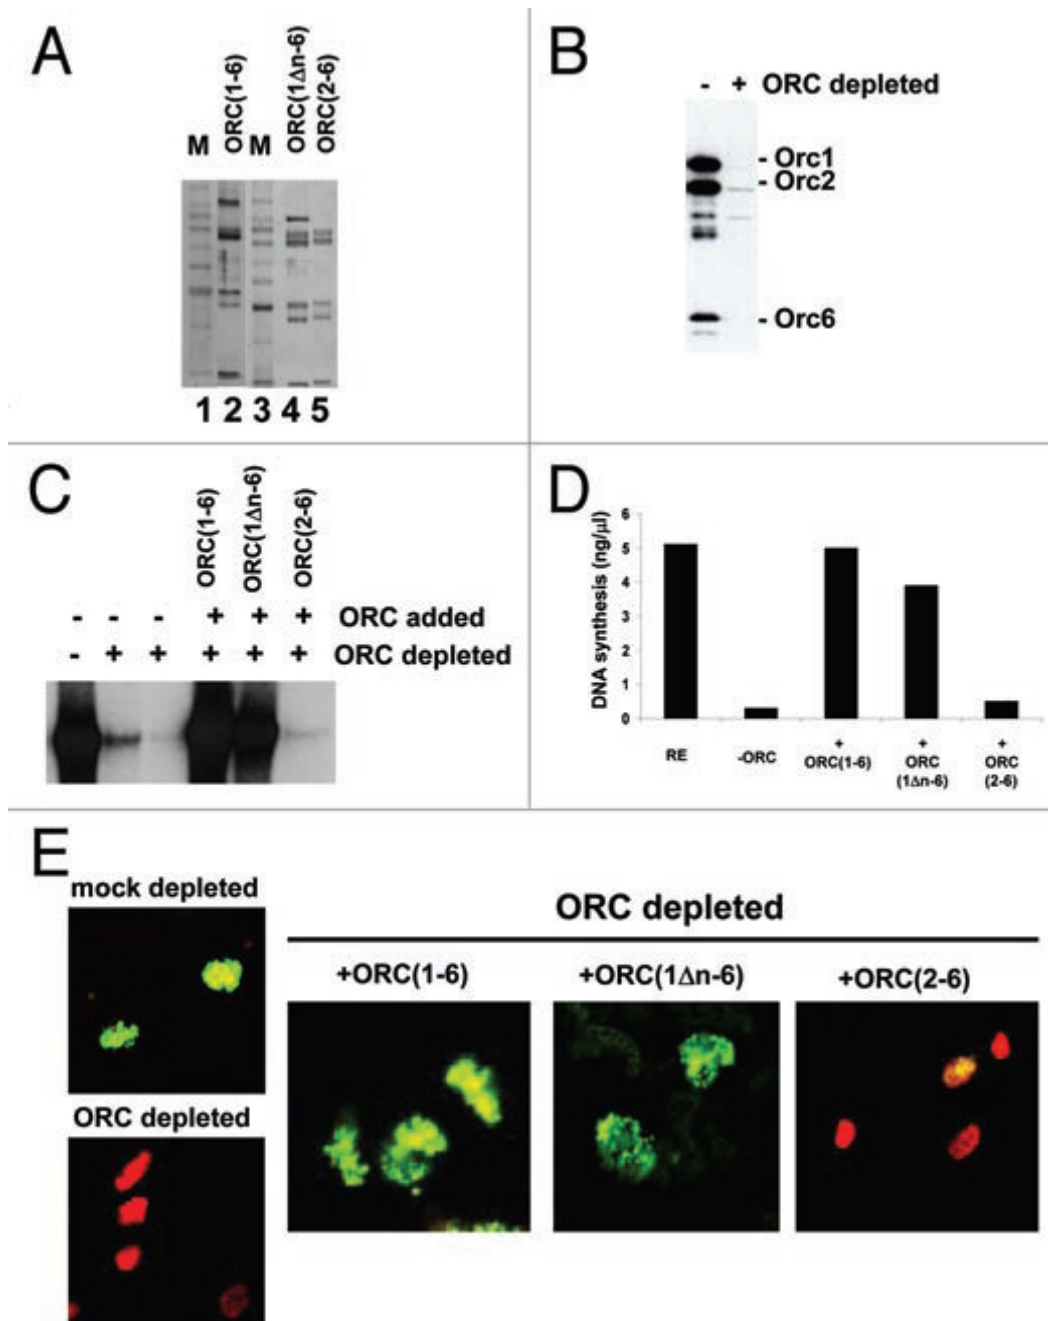 A
M
ORC(1-6)
M
ORC(1Δn-6)
ORC(2-6)
1 2 3 4 5
B
- + ORC depleted
- Orc1
- Orc2
- Orc6
C
ORC(1-6)
ORC(1Δn-6)
ORC(2-6)
- - - + + + ORC added
- + + + + + ORC depleted
D
DNA synthesis (ng/μl)
6
5
4
3
2
1
0
RE
-ORC
+
ORC(1-6)
+
ORC
(1Δn-6)
+
ORC
(2-6)
E
mock depleted
ORC depleted
ORC depleted
+ORC(1-6)
+ORC(1Δn-6)
+ORC(2-6)